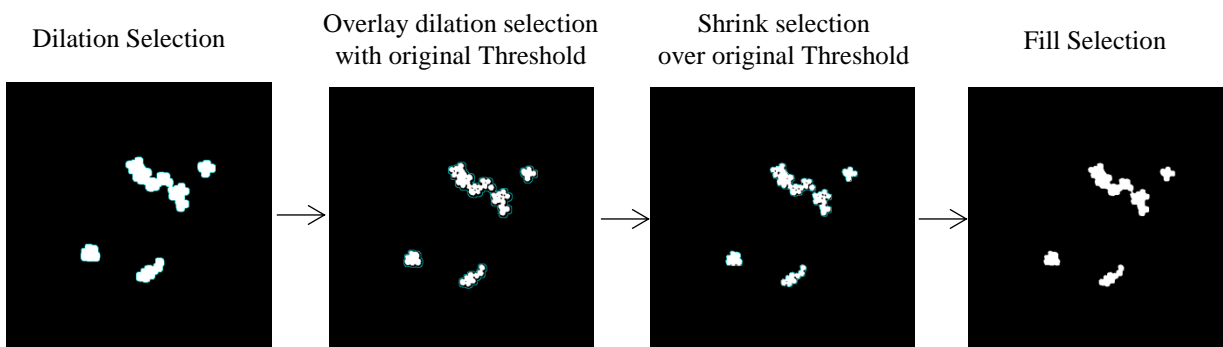 Dilation Selection
Overlay dilation selection
with original Threshold
Shrink selection
over original Threshold
Fill Selection